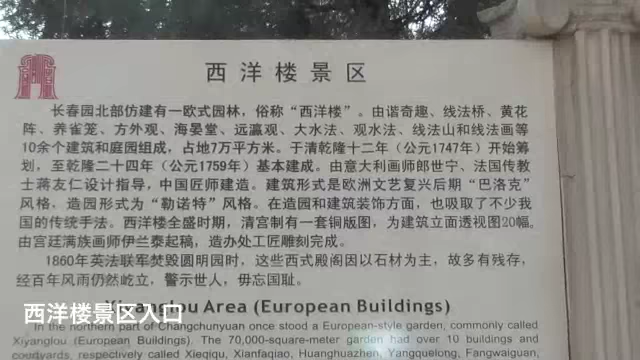 西洋楼景区
长春园北部仿建有一欧式园林，俗称“西洋楼”。由谐奇趣、线法桥、黄花
阵、养雀笼、方外观、海晏堂、远瀛观、大水法、观水法、线法山和线法画等
10余个建筑和庭园组成，占地7万平方米。于清乾隆十二年（公元1747年）开始筹
划，至乾隆二十四年（公元1759年）基本建成。由意大利画师郎世宁、法国传教
士蒋友仁设计指导，中国匠师建造。建筑形式是欧洲文艺复兴后期“巴洛克”
风格，造园形式为“勒诺特”风格。在造园和建筑装饰方面，也吸取了不少我
国的传统手法。西洋楼全盛时期，清宫制有一套铜版图，为建筑立面透视图20幅。
由宫廷满族画师伊兰泰起稿，造办处工匠雕刻完成。
1860年英法联军焚毁圆明园时，这些西式殿阁因以石材为主，故多有残存，
经百年风雨仍然屹立，警示世人，毋忘国耻。
Xiyanglou Area (European Buildings)
西洋楼景区入口
In the northern part of Changchunyuan once stood a European-style garden, commonly called
Xiyanglou (European Buildings). The 70,000-square-meter garden had over 10 buildings and
courtyards, respectively called Xieqiqu, Xianfaqiao, Huanghuazhen, Yangquelong, Fangwaiguan,